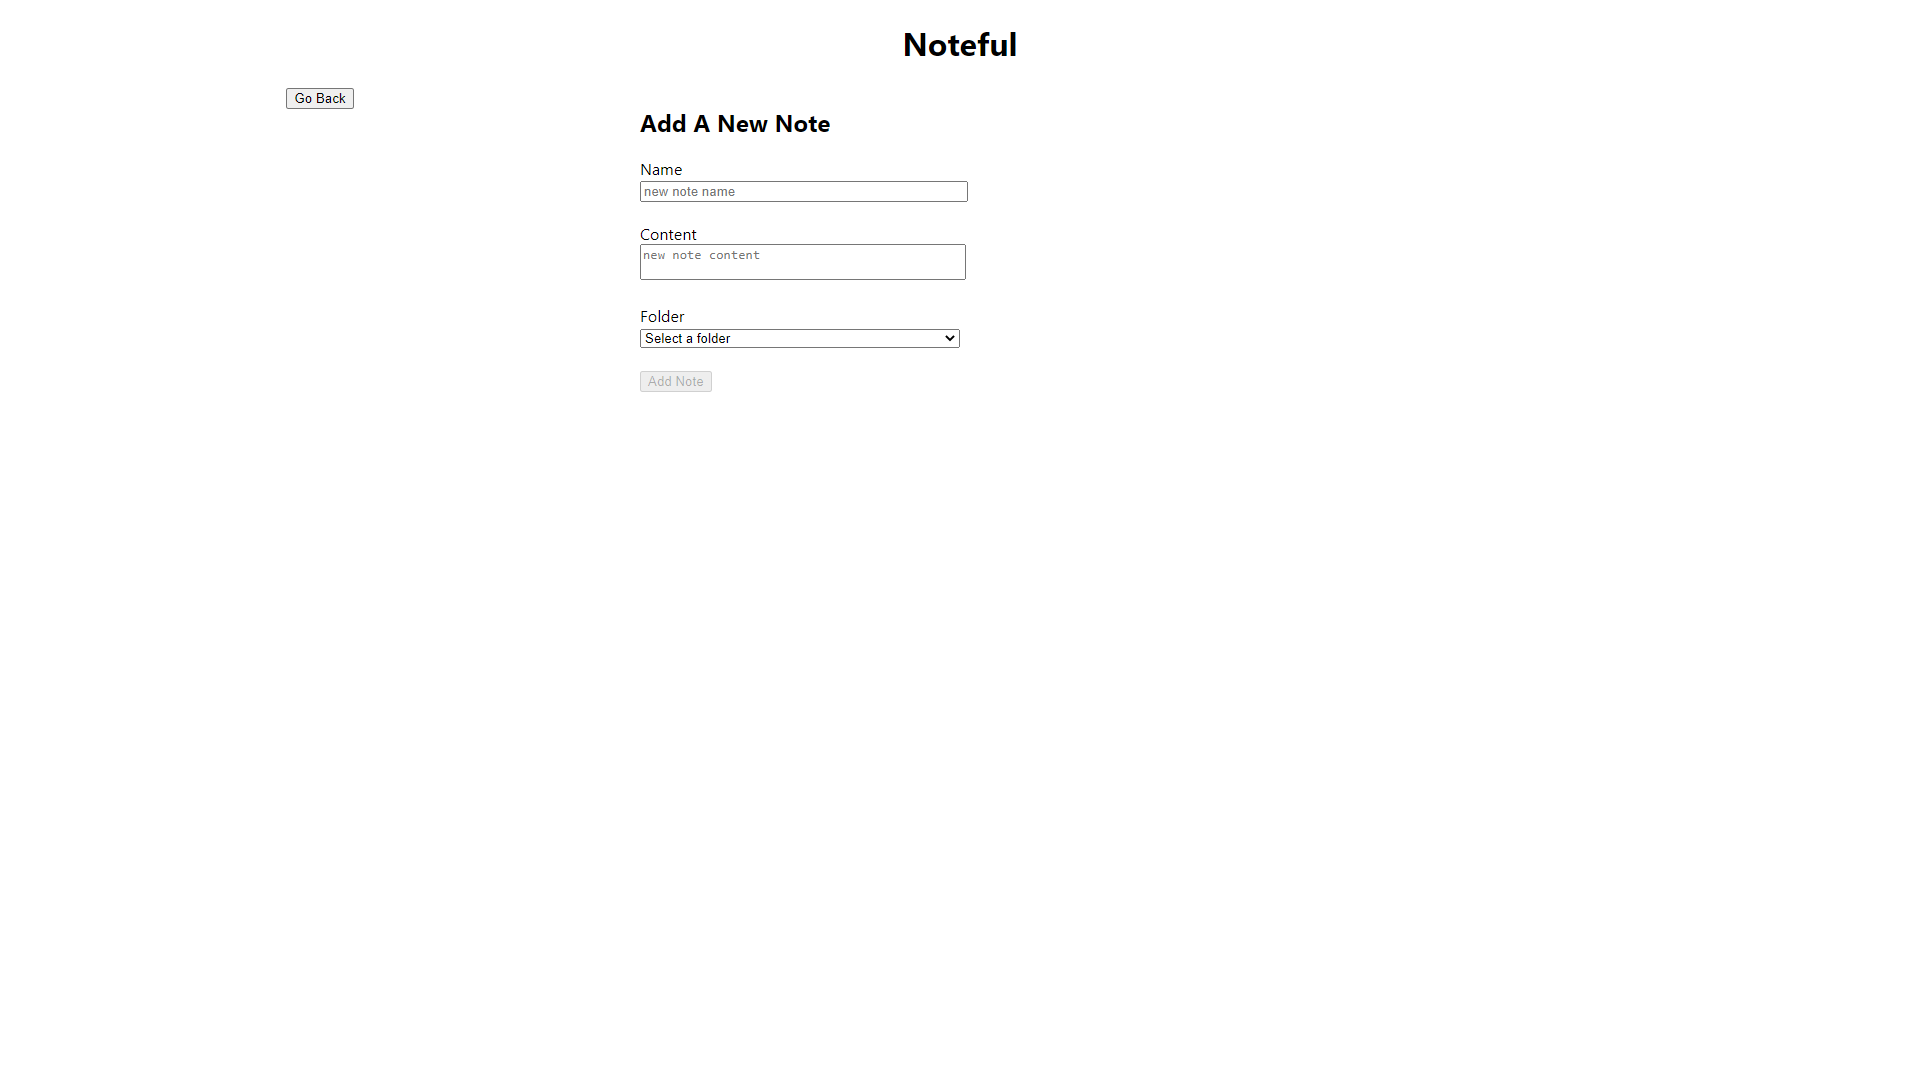 Noteful
Go Back
Add A New Note
Name
new note name
Content
new note content
Folder
Select a folder
Add Note